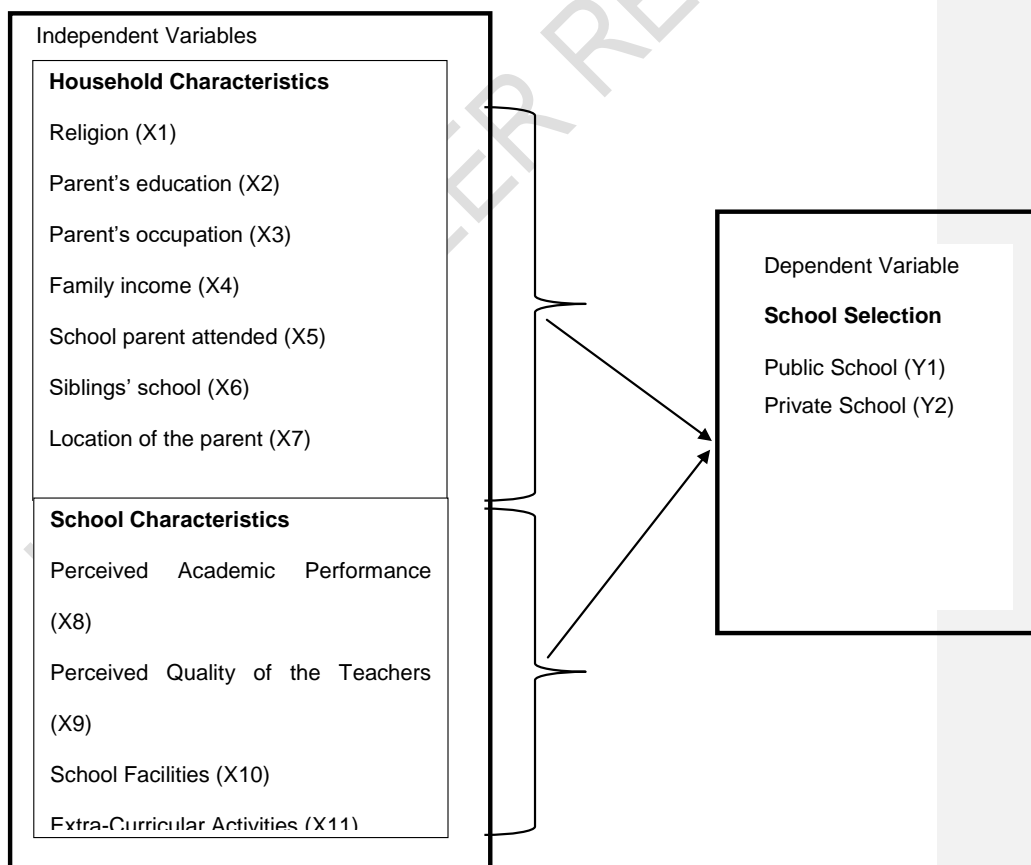 Independent Variables
Household Characteristics
Religion (X1)
Parent’s education (X2)
Parent’s occupation (X3)
Family income (X4)
School parent attended (X5)
Siblings’ school (X6)
Location of the parent (X7)
School Characteristics
Perceived Academic Performance
(X8)
Perceived Quality of the Teachers
(X9)
School Facilities (X10)
Extra-Curricular Activities (X11)
Dependent Variable
School Selection
Public School (Y1)
Private School (Y2)